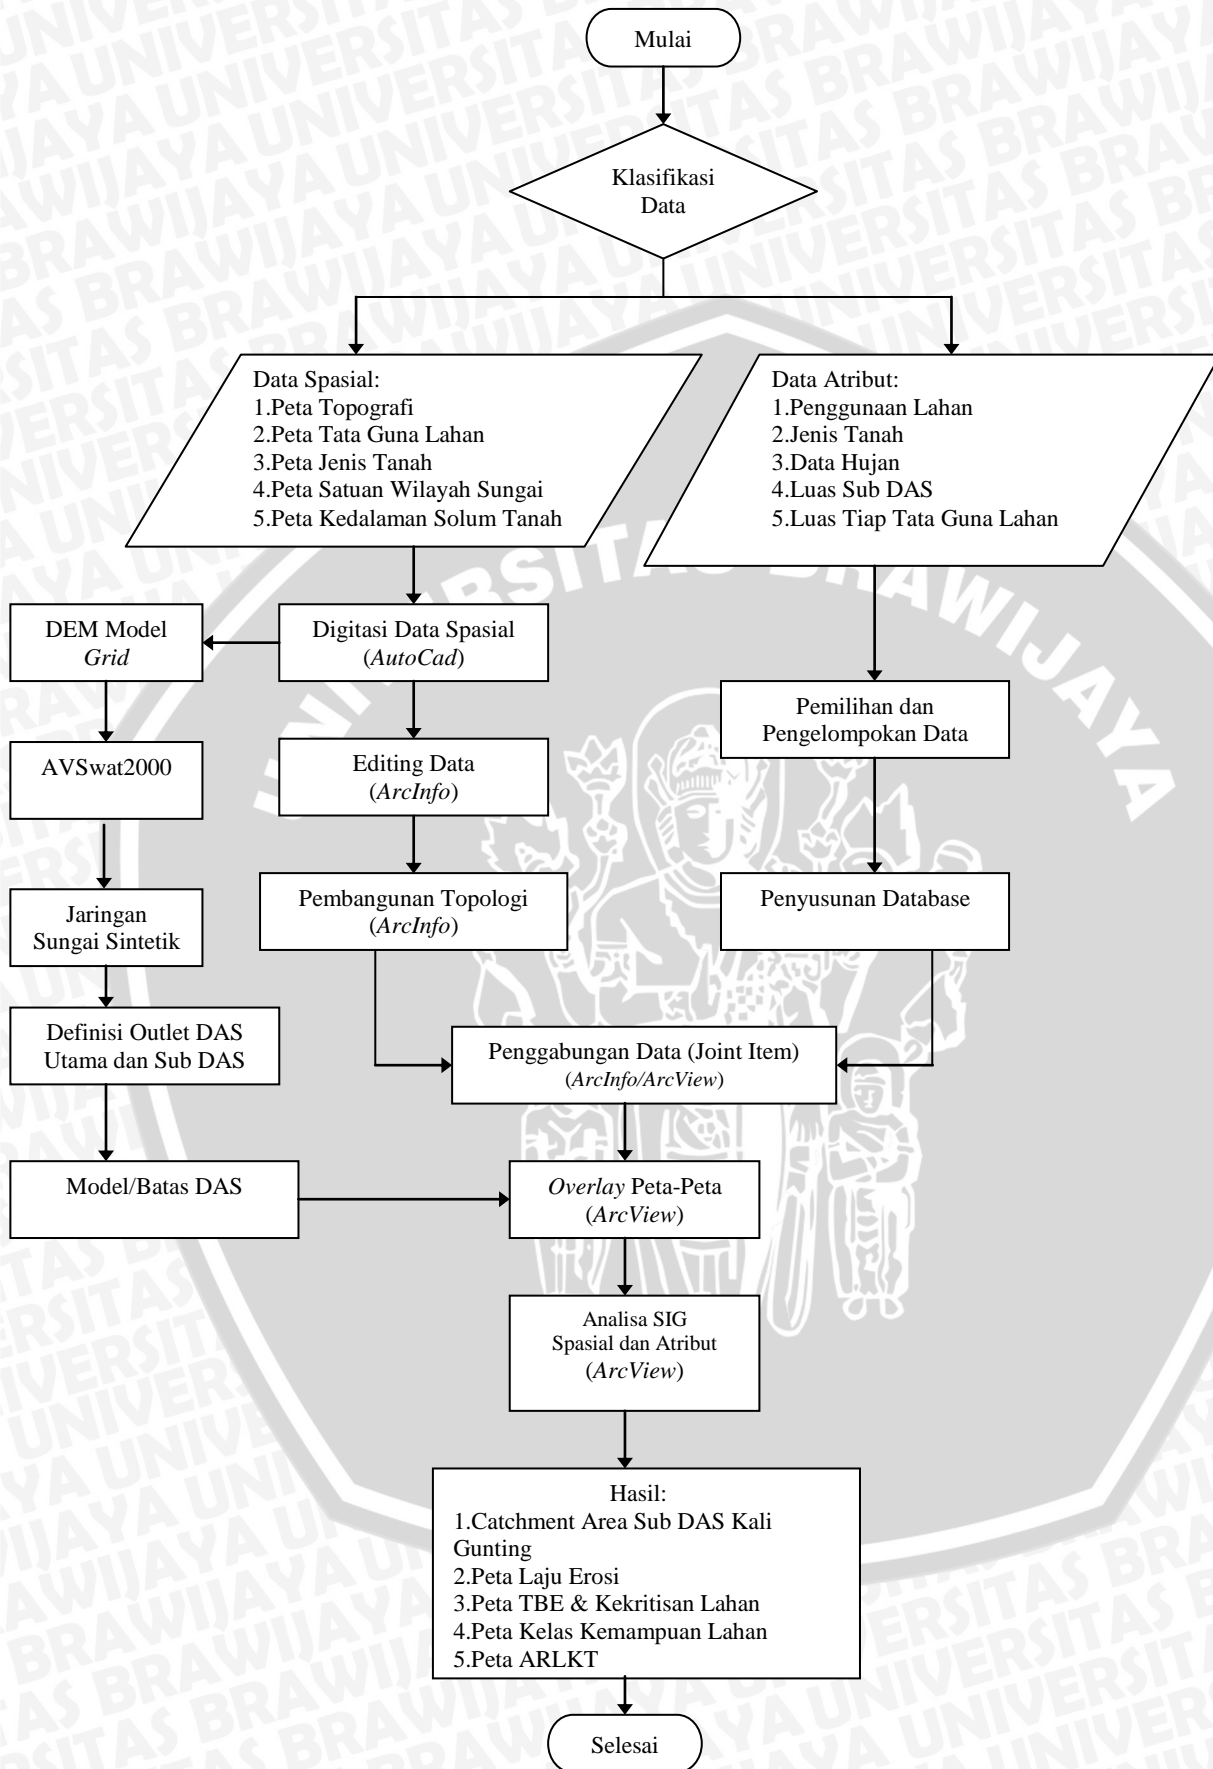 Mulai
Klasifikasi
Data
Data Spasial:
1.Peta Topografi
2.Peta Tata Guna Lahan
3.Peta Jenis Tanah
4.Peta Satuan Wilayah Sungai
5.Peta Kedalaman Solum Tanah
Data Atribut:
1.Penggunaan Lahan
2.Jenis Tanah
3.Data Hujan
4.Luas Sub DAS
5.Luas Tiap Tata Guna Lahan
DEM Model
Grid
Digitasi Data Spasial
(AutoCad)
Pemilihan dan
Pengelompokan Data
AVSwat2000
Editing Data
(ArcInfo)
Jaringan
Sungai Sintetik
Pembangunan Topologi
(ArcInfo)
Penyusunan Database
Definisi Outlet DAS
Utama dan Sub DAS
Penggabungan Data (Joint Item)
(ArcInfo/ArcView)
Model/Batas DAS
Overlay Peta-Peta
(ArcView)
Analisa SIG
Spasial dan Atribut
(ArcView)
Hasil:
1.Catchment Area Sub DAS Kali
Gunting
2.Peta Laju Erosi
3.Peta TBE & Kekritisan Lahan
4.Peta Kelas Kemampuan Lahan
5.Peta ARLKT
Selesai
UNIVERSITAS BRAWIJAYA